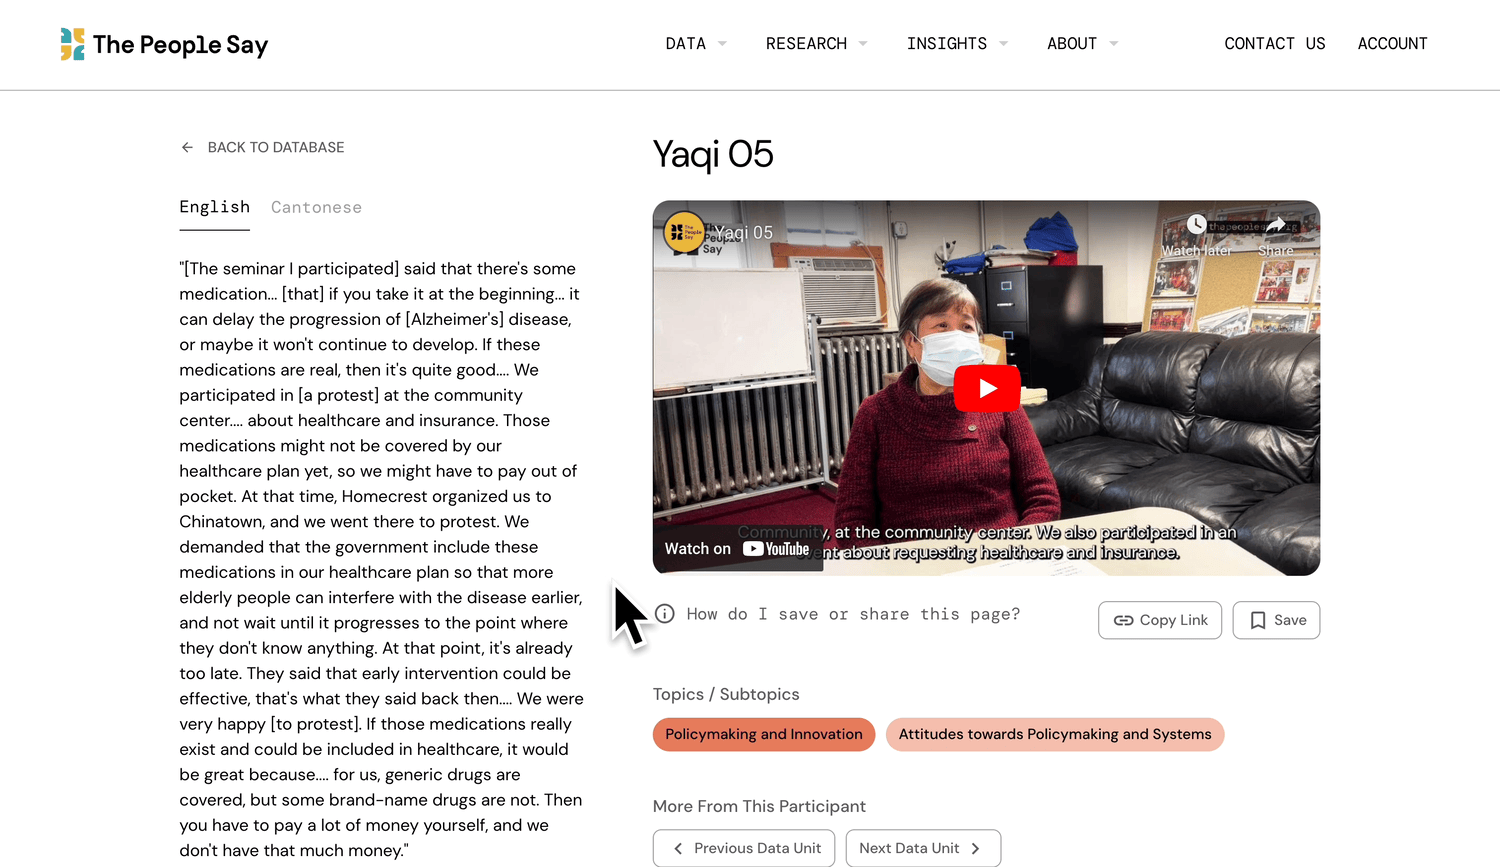 The People Say
DATA
RESEARCH
INSIGHTS
ABOUT
CONTACT US
ACCOUNT
BACK TO DATABASE
English
Cantonese
"[The seminar I participated] said that there's some
medication... [that] if you take it at the beginning... it
can delay the progression of [Alzheimer's] disease,
or maybe it won't continue to develop. If these
medications are real, then it's quite good.... We
participated in [a protest] at the community
center.... about healthcare and insurance. Those
medications might not be covered by our
healthcare plan yet, so we might have to pay out of
pocket. At that time, Homecrest organized us to
Chinatown, and we went there to protest. We
demanded that the government include these
medications in our healthcare plan so that more
elderly people can interfere with the disease earlier,
and not wait until it progresses to the point where
they don't know anything. At that point, it's already
too late. They said that early intervention could be
effective, that's what they said back then.... We were
very happy [to protest]. If those medications really
exist and could be included in healthcare, it would
be great because.... for us, generic drugs are
covered, but some brand-name drugs are not. Then
you have to pay a lot of money yourself, and we
don't have that much money."
Yaqi 05
The
People
Say
Yaqi 05
People
Say
Watch later
Share
Community, at the community center. We also participated in an
event about requesting healthcare and insurance.
Watch on YouTube
How do I save or share this page?
Copy Link
Save
Topics / Subtopics
Policymaking and Innovation
Attitudes towards Policymaking and Systems
More From This Participant
Previous Data Unit
Next Data Unit